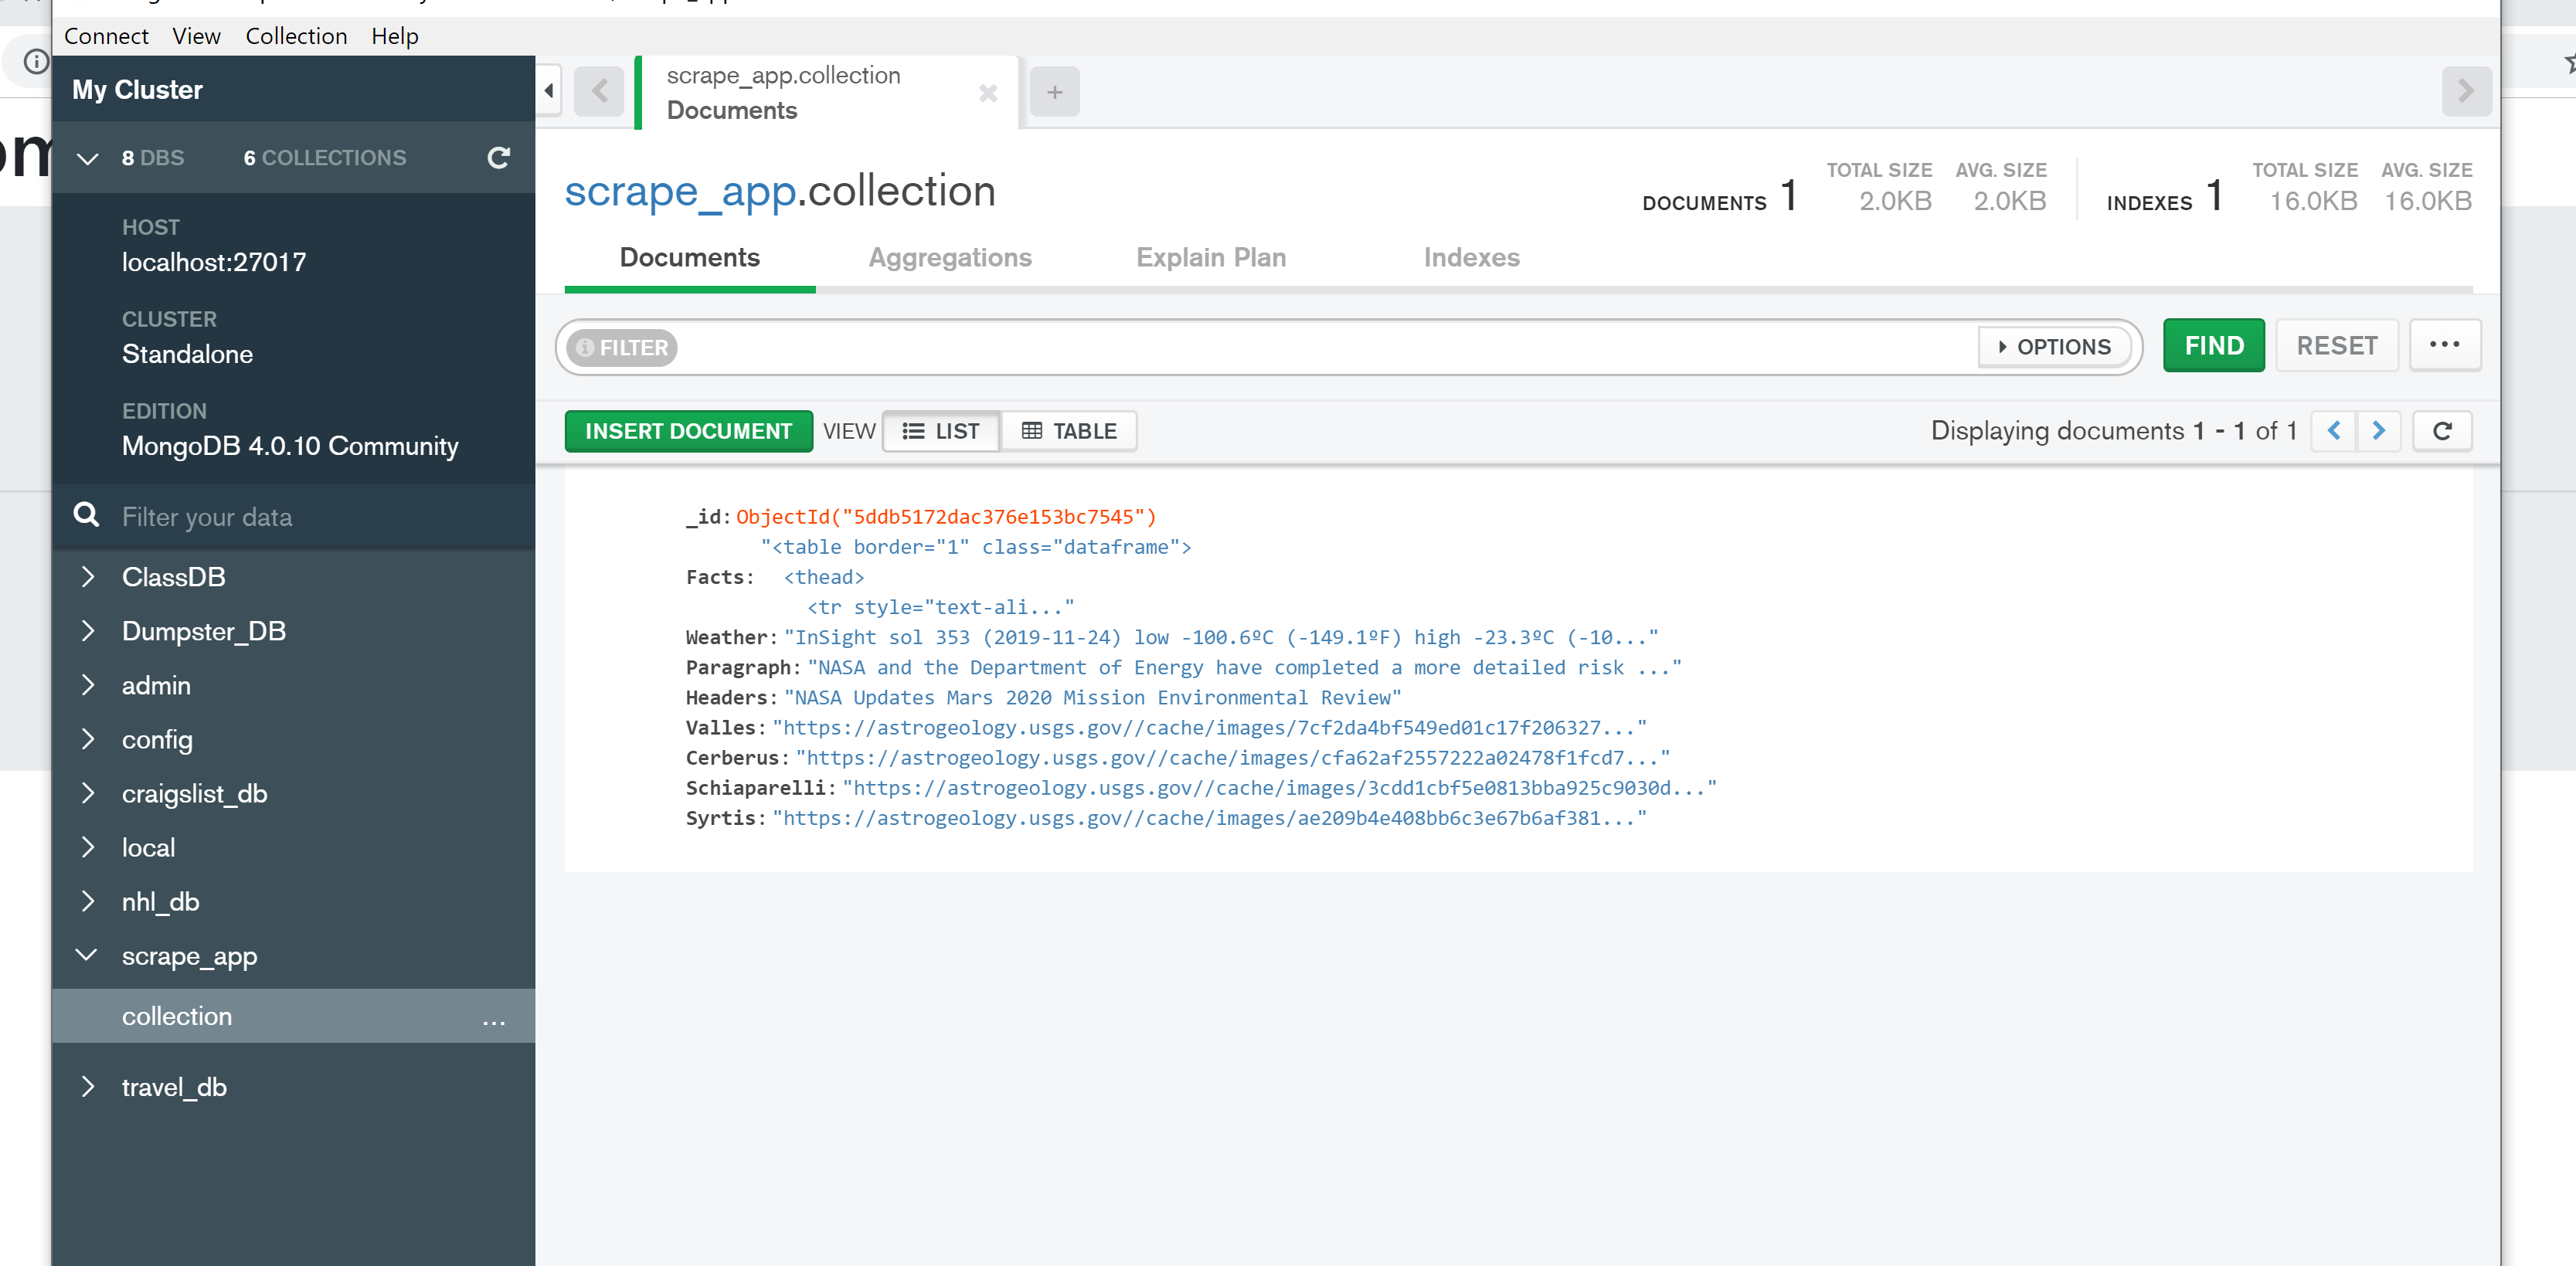 Connect View Collection Help
My Cluster
8 DBS 6 COLLECTIONS
HOST
localhost:27017
CLUSTER
Standalone
EDITION
MongoDB 4.0.10 Community
Filter your data
ClassDB
Dumpster_DB
admin
config
craigslist_db
local
nhl_db
scrape_app
collection ...
travel_db
scrape_app.collection
Documents
scrape_app.collection
DOCUMENTS 1 TOTAL SIZE 2.0KB AVG. SIZE 2.0KB INDEXES 1 TOTAL SIZE 16.0KB AVG. SIZE 16.0KB
Documents Aggregations Explain Plan Indexes
FILTER OPTIONS FIND RESET ...
INSERT DOCUMENT VIEW LIST TABLE Displaying documents 1 - 1 of 1
_id: ObjectId("5ddb5172dac376e153bc7545")
"<table border="1" class="dataframe">
Facts: <thead>
<tr style="text-ali..."
Weather: "InSight sol 353 (2019-11-24) low -100.6ºC (-149.1ºF) high -23.3ºC (-10..."
Paragraph: "NASA and the Department of Energy have completed a more detailed risk ..."
Headers: "NASA Updates Mars 2020 Mission Environmental Review"
Valles: "https://astrogeology.usgs.gov//cache/images/7cf2da4bf549ed01c17f206327..."
Cerberus: "https://astrogeology.usgs.gov//cache/images/cfa62af2557222a02478f1fcd7..."
Schiaparelli: "https://astrogeology.usgs.gov//cache/images/3cdd1cbf5e0813bba925c9030d..."
Syrtis: "https://astrogeology.usgs.gov//cache/images/ae209b4e408bb6c3e67b6af381..."